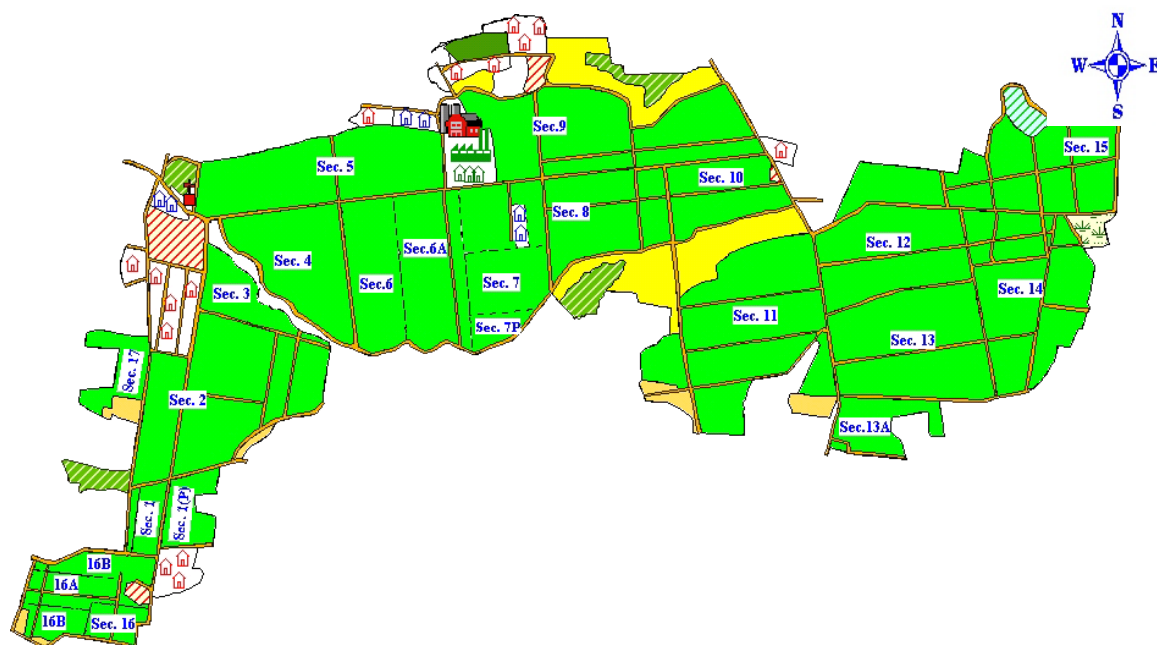 N
W E
S
Sec.9
Sec. 15
Sec. 5
Sec. 10
Sec. 8
Sec. 12
Sec.6A
Sec. 4
Sec.6
Sec. 7
Sec. 3
Sec. 14
Sec. 11
Sec. 7P
Sec. 13
Sec. 17
Sec. 2
Sec.13A
Sec. 1
Sec. 1(P)
16B
16A
16B
Sec. 16